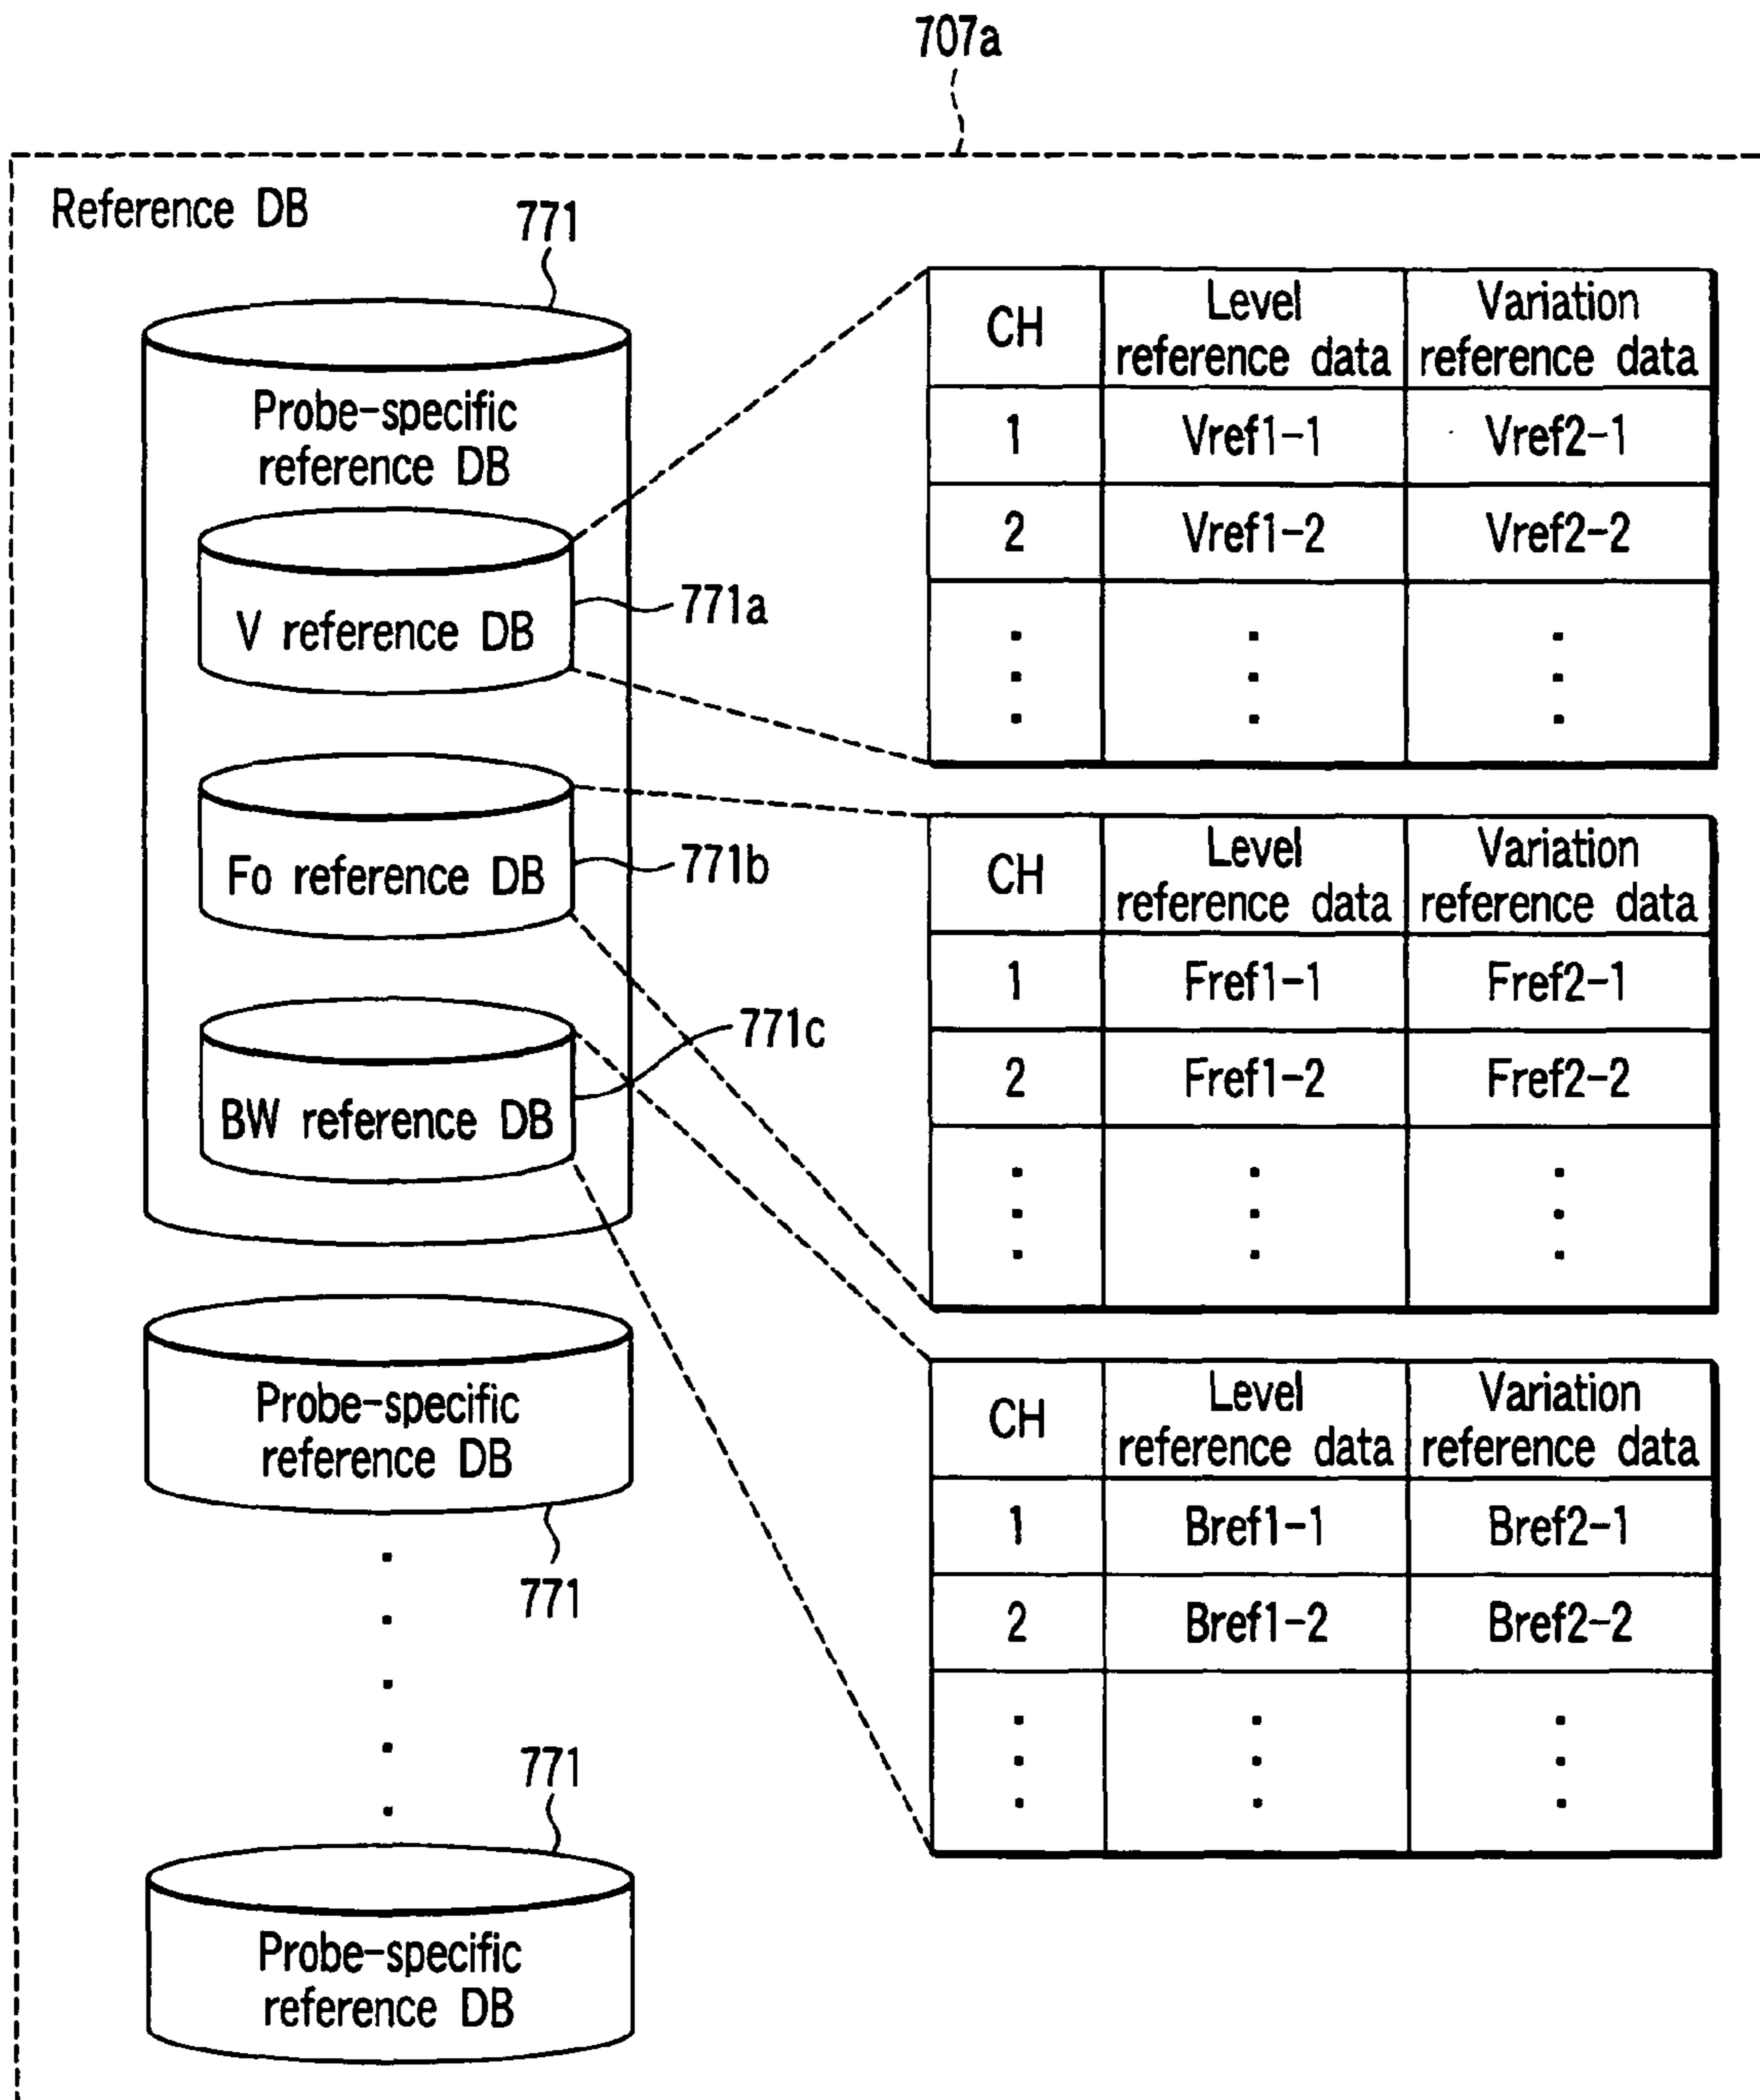 707a
Reference DB
771
Probe-specific
reference DB
V reference DB
771a
Fo reference DB
771b
BW reference DB
771c
CH Level reference data Variation reference data
1 Vref1-1 Vref2-1
2 Vref1-2 Vref2-2
CH Level reference data Variation reference data
1 Fref1-1 Fref2-1
2 Fref1-2 Fref2-2
CH Level reference data Variation reference data
1 Bref1-1 Bref2-1
2 Bref1-2 Bref2-2
Probe-specific
reference DB
771
771
Probe-specific
reference DB